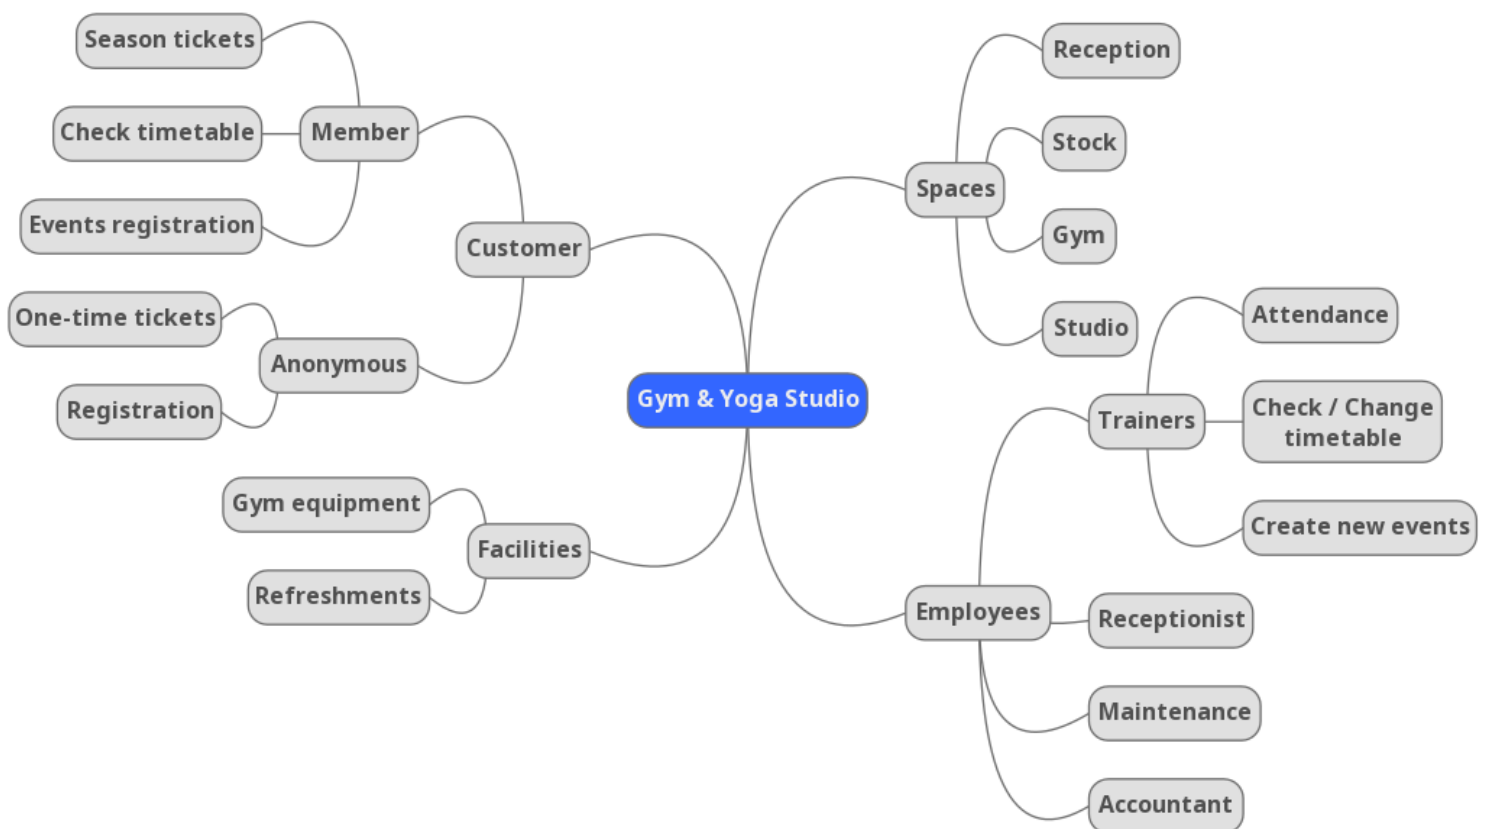 Season tickets
Check timetable
Events registration
Member
One-time tickets
Registration
Anonymous
Customer
Gym equipment
Refreshments
Facilities
Gym & Yoga Studio
Spaces
Reception
Stock
Gym
Studio
Employees
Trainers
Attendance
Check / Change
timetable
Create new events
Receptionist
Maintenance
Accountant